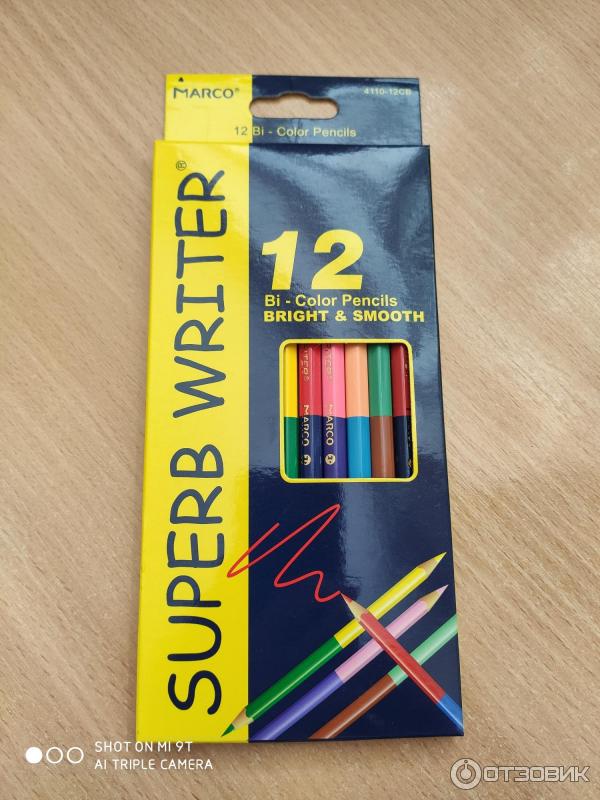 MARCO®
4110-12CB
12 Bi - Color Pencils
SUPERB WRITER®
12
Bi - Color Pencils
BRIGHT & SMOOTH
MARCO
MARCO
SHOT ON MI 9T
AI TRIPLE CAMERA
ОТЗОВИК